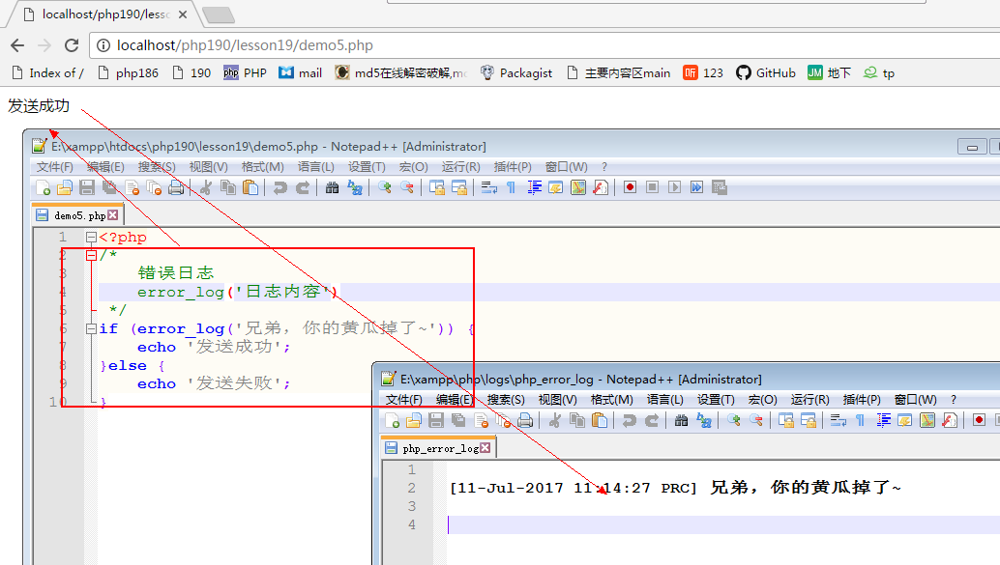 localhost/php190/less
localhost/php190/lesson19/demo5.php
Index of / php186 190 php PHP mail md5在线解密破解,mc Packagist 主要内容区main 听 123 GitHub JM 地下 tp
发送成功
E:\xampp\htdocs\php190\lesson19\demo5.php - Notepad++ [Administrator]
文件(F) 编辑(E) 搜索(S) 视图(V) 格式(M) 语言(L) 设置(T) 宏(O) 运行(R) 插件(P) 窗口(W) ?
demo5.php
1 <?php
2 /*
3 错误日志
4 error_log('日志内容')
5 */
6 if (error_log('兄弟，你的黄瓜掉了~')) {
7 echo '发送成功';
8 }else {
9 echo '发送失败';
10 }
E:\xampp\php\logs\php_error_log - Notepad++ [Administrator]
文件(F) 编辑(E) 搜索(S) 视图(V) 格式(M) 语言(L) 设置(T) 宏(O) 运行(R) 插件(P) 窗口(W) ?
php_error_log
1
2 [11-Jul-2017 11:14:27 PRC] 兄弟，你的黄瓜掉了~
3
4